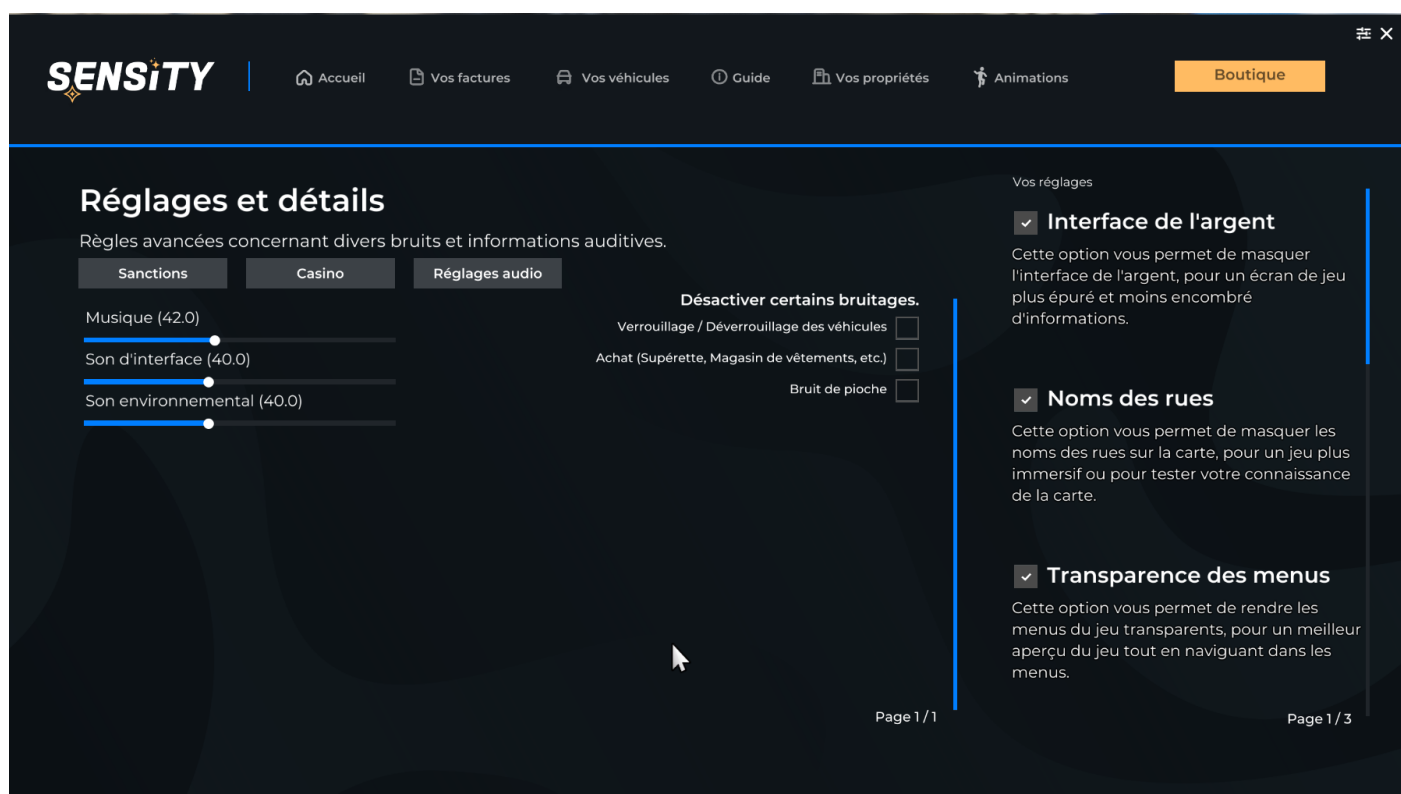 SENSiTY
Accueil
Vos factures
Vos véhicules
Guide
Vos propriétés
Animations
Boutique
Réglages et détails
Règles avancées concernant divers bruits et informations auditives.
Sanctions
Casino
Réglages audio
Musique (42.0)
Son d'interface (40.0)
Son environnemental (40.0)
Désactiver certains bruitages.
Verrouillage / Déverrouillage des véhicules
Achat (Supérette, Magasin de vêtements, etc.)
Bruit de pioche
Page 1 / 1
Vos réglages
Interface de l'argent
Cette option vous permet de masquer
l'interface de l'argent, pour un écran de jeu
plus épuré et moins encombré
d'informations.
Noms des rues
Cette option vous permet de masquer les
noms des rues sur la carte, pour un jeu plus
immersif ou pour tester votre connaissance
de la carte.
Transparence des menus
Cette option vous permet de rendre les
menus du jeu transparents, pour un meilleur
aperçu du jeu tout en naviguant dans les
menus.
Page 1 / 3